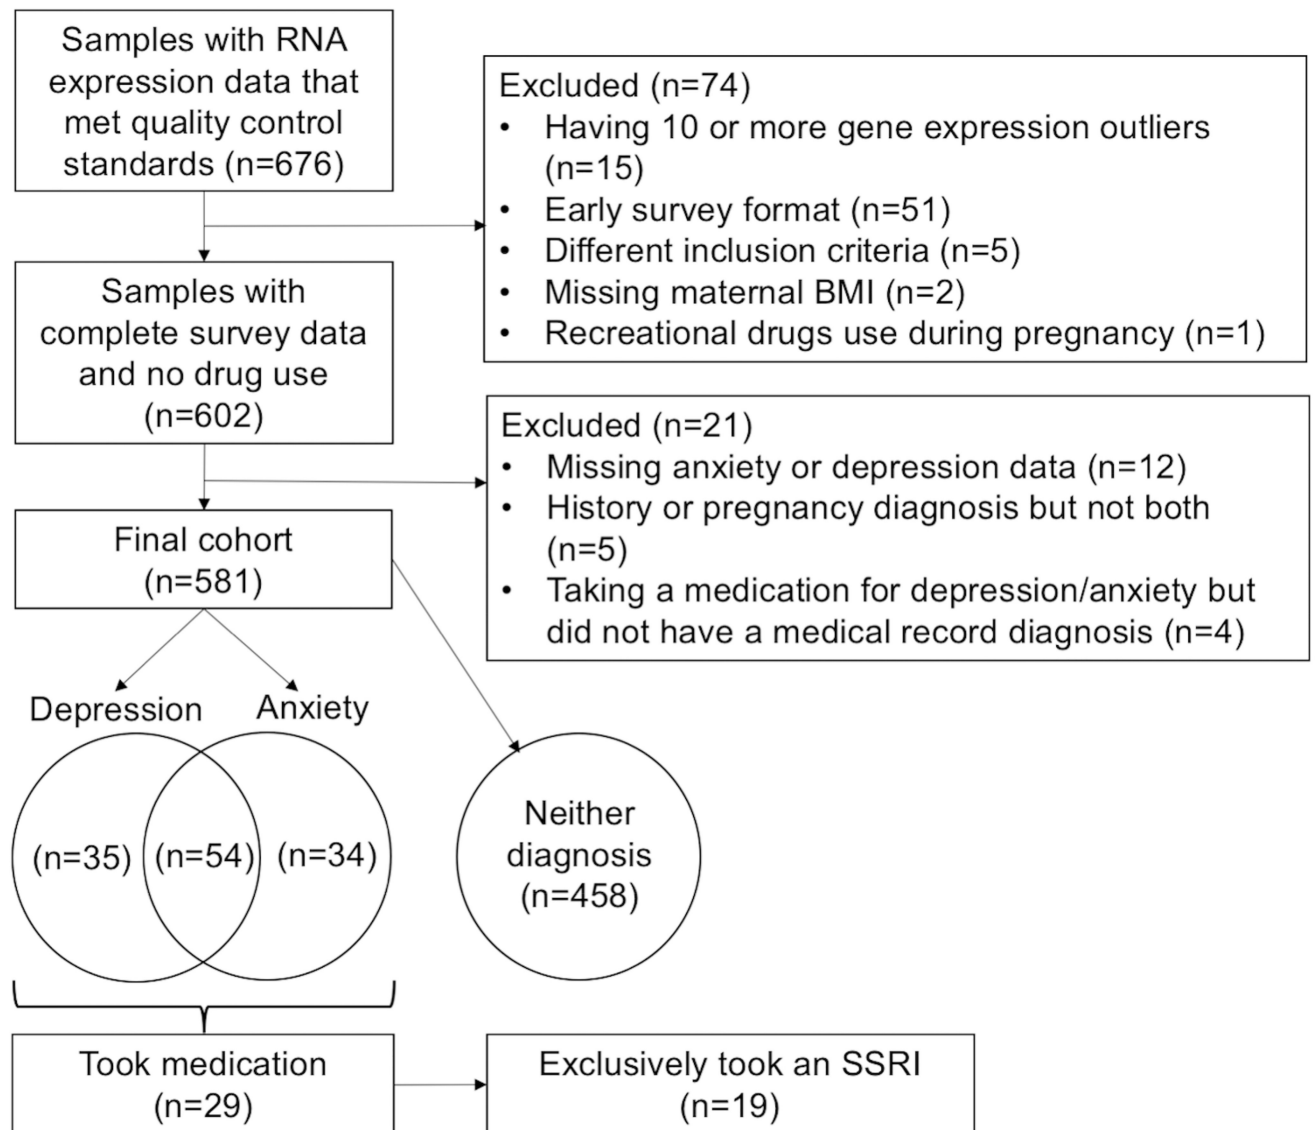 Samples with RNA
expression data that
met quality control
standards (n=676)
Excluded (n=74)
• Having 10 or more gene expression outliers
(n=15)
• Early survey format (n=51)
• Different inclusion criteria (n=5)
• Missing maternal BMI (n=2)
• Recreational drugs use during pregnancy (n=1)
Samples with
complete survey data
and no drug use
(n=602)
Excluded (n=21)
• Missing anxiety or depression data (n=12)
• History or pregnancy diagnosis but not both
(n=5)
• Taking a medication for depression/anxiety but
did not have a medical record diagnosis (n=4)
Final cohort
(n=581)
Depression
Anxiety
(n=35)
(n=54)
(n=34)
Neither
diagnosis
(n=458)
Took medication
(n=29)
Exclusively took an SSRI
(n=19)